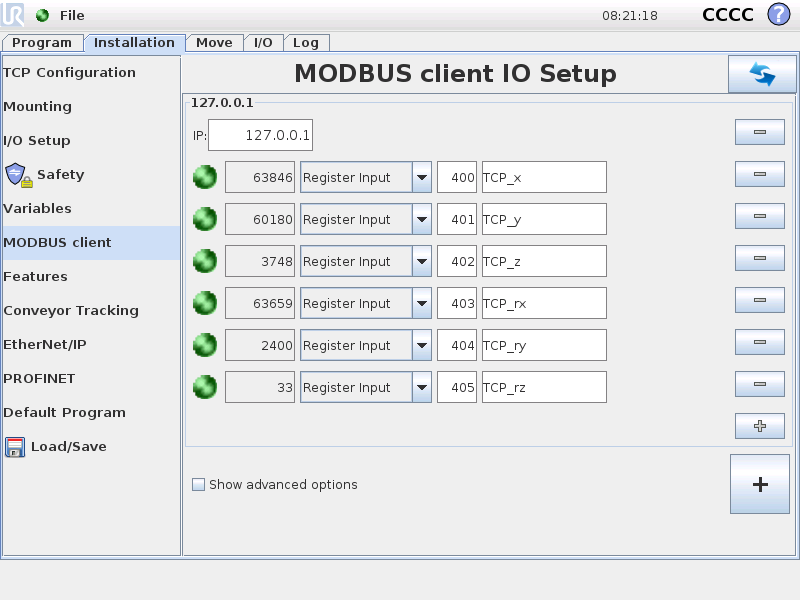 UR File 08:21:18 CCCC ?
Program Installation Move I/O Log
TCP Configuration
Mounting
I/O Setup
Safety
Variables
MODBUS client
Features
Conveyor Tracking
EtherNet/IP
PROFINET
Default Program
Load/Save
MODBUS client IO Setup
127.0.0.1
IP: 127.0.0.1
63846 Register Input 400 TCP_x
60180 Register Input 401 TCP_y
3748 Register Input 402 TCP_z
63659 Register Input 403 TCP_rx
2400 Register Input 404 TCP_ry
33 Register Input 405 TCP_rz
Show advanced options
+